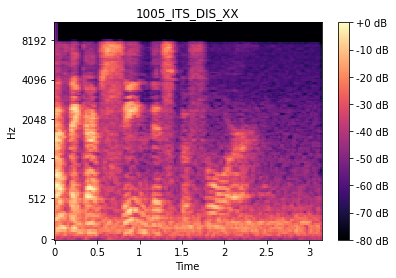 1005_ITS_DIS_XX
+0 dB
8192
-10 dB
4096
-20 dB
-30 dB
Hz
2048
-40 dB
1024
-50 dB
512
-60 dB
-70 dB
0
-80 dB
0 0.5 1 1.5 2 2.5 3
Time